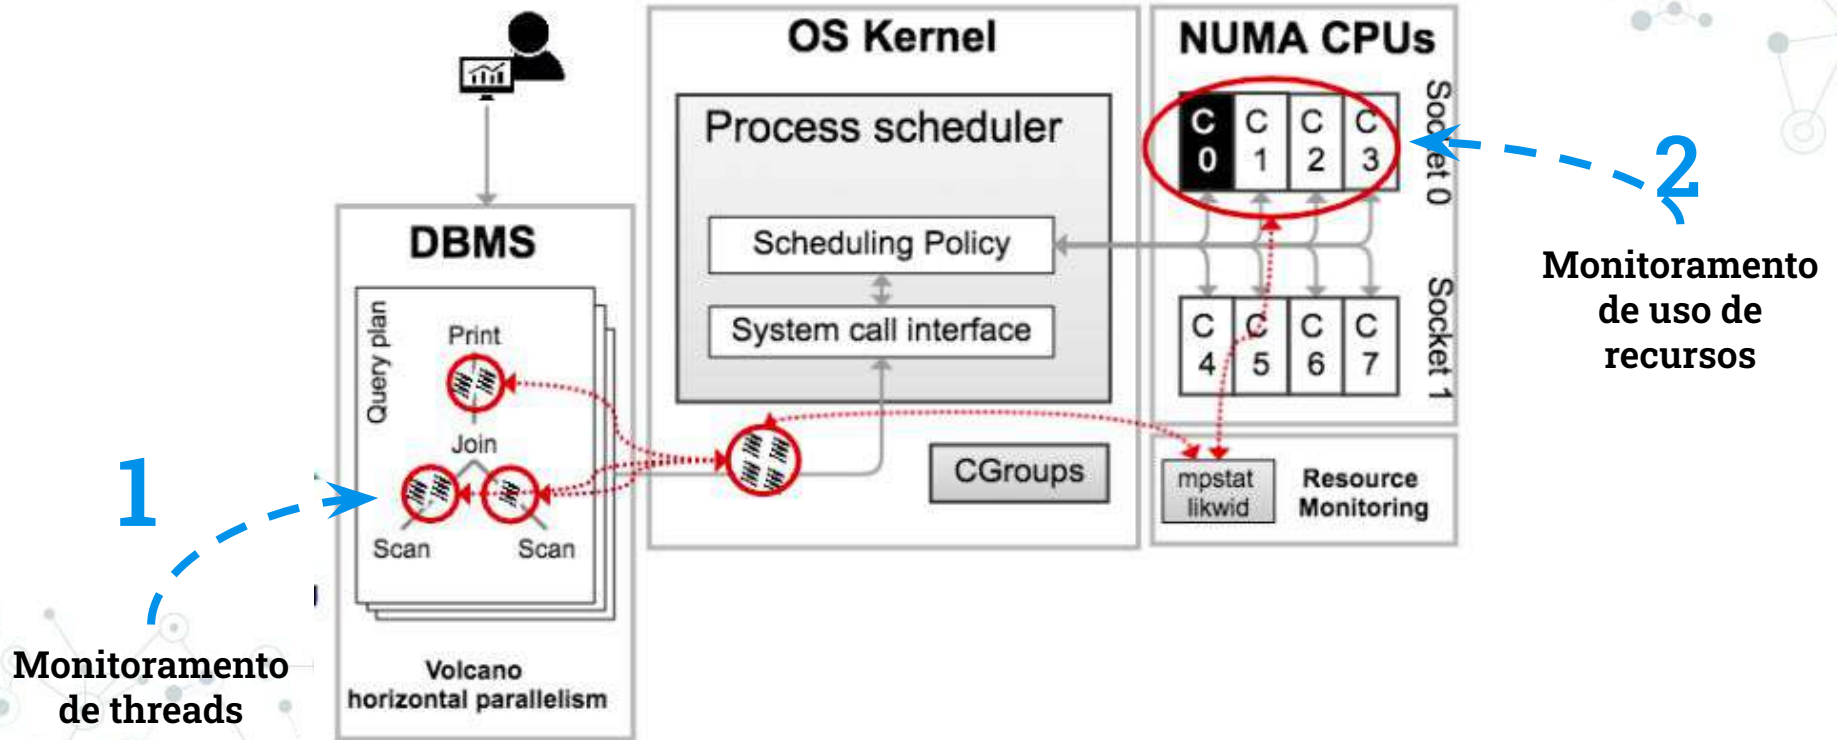 OS Kernel
Process scheduler
Scheduling Policy
System call interface
CGroups
NUMA CPUs
C
0
C
1
C
2
C
3
Socket 0
C
4
C
5
C
6
C
7
Socket 1
mpstat
likwid
Resource
Monitoring
DBMS
Query plan
Print
Join
Scan
Scan
Volcano
horizontal parallelism
1
Monitoramento
de threads
2
Monitoramento
de uso de
recursos